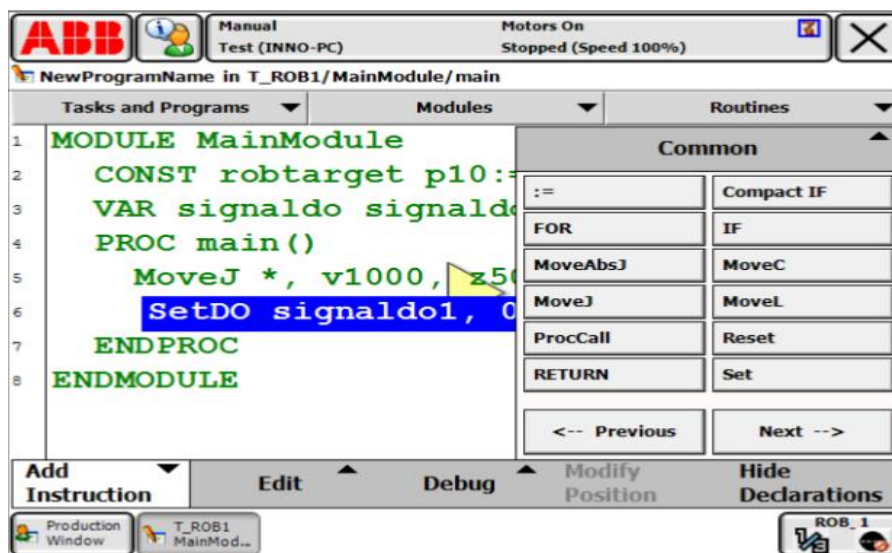 ABB
Manual
Test (INNO-PC)
Motors On
Stopped (Speed 100%)
NewProgramName in T_ROB1/MainModule/main
Tasks and Programs Modules Routines
1 MODULE MainModule
2 CONST robtarget p10:=
3 VAR signaldo signaldo
4 PROC main()
5 MoveJ *, v1000, z50
6 SetDO signaldo1, 0
7 ENDPROC
8 ENDMODULE
Common
:= Compact IF
FOR IF
MoveAbsJ MoveC
MoveJ MoveL
ProcCall Reset
RETURN Set
<-- Previous Next -->
Add
Instruction
Edit
Debug
Modify
Position
Hide
Declarations
Production
Window
T_ROB1
MainMod...
ROB_1
1/3